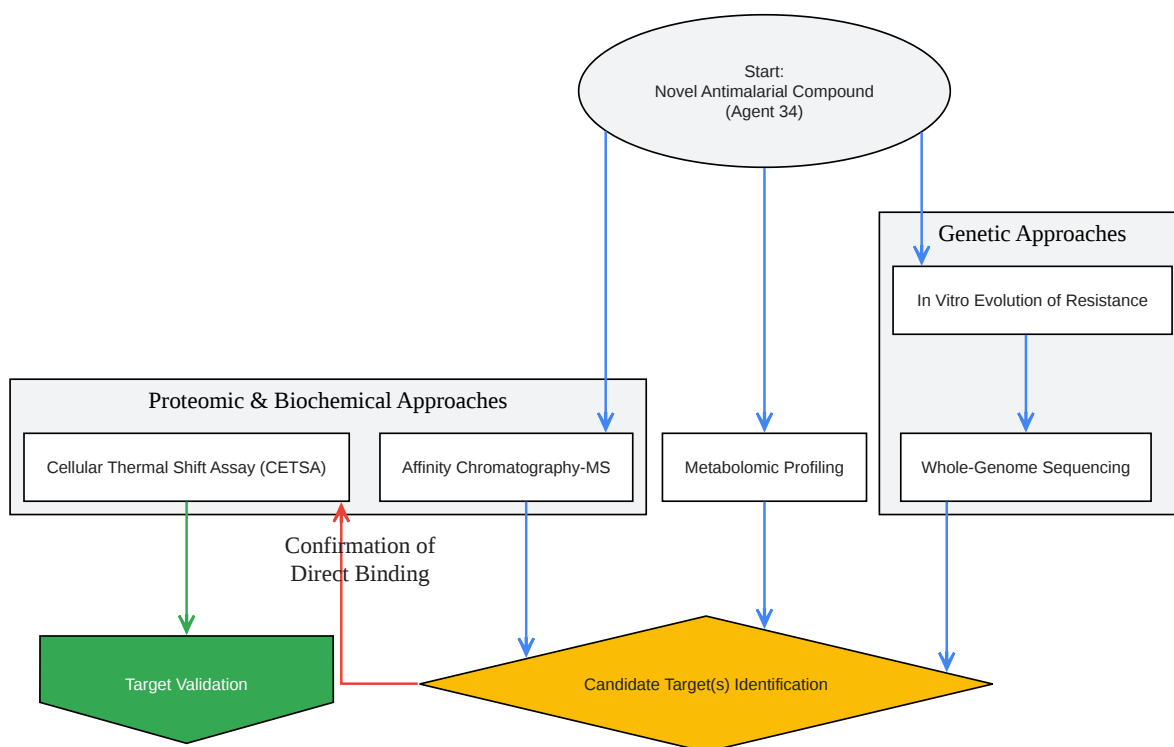 Start:
Novel Antimalarial Compound
(Agent 34)
Genetic Approaches
In Vitro Evolution of Resistance
Proteomic & Biochemical Approaches
Cellular Thermal Shift Assay (CETSA)
Affinity Chromatography-MS
Metabolomic Profiling
Whole-Genome Sequencing
Confirmation of
Direct Binding
Target Validation
Candidate Target(s) Identification